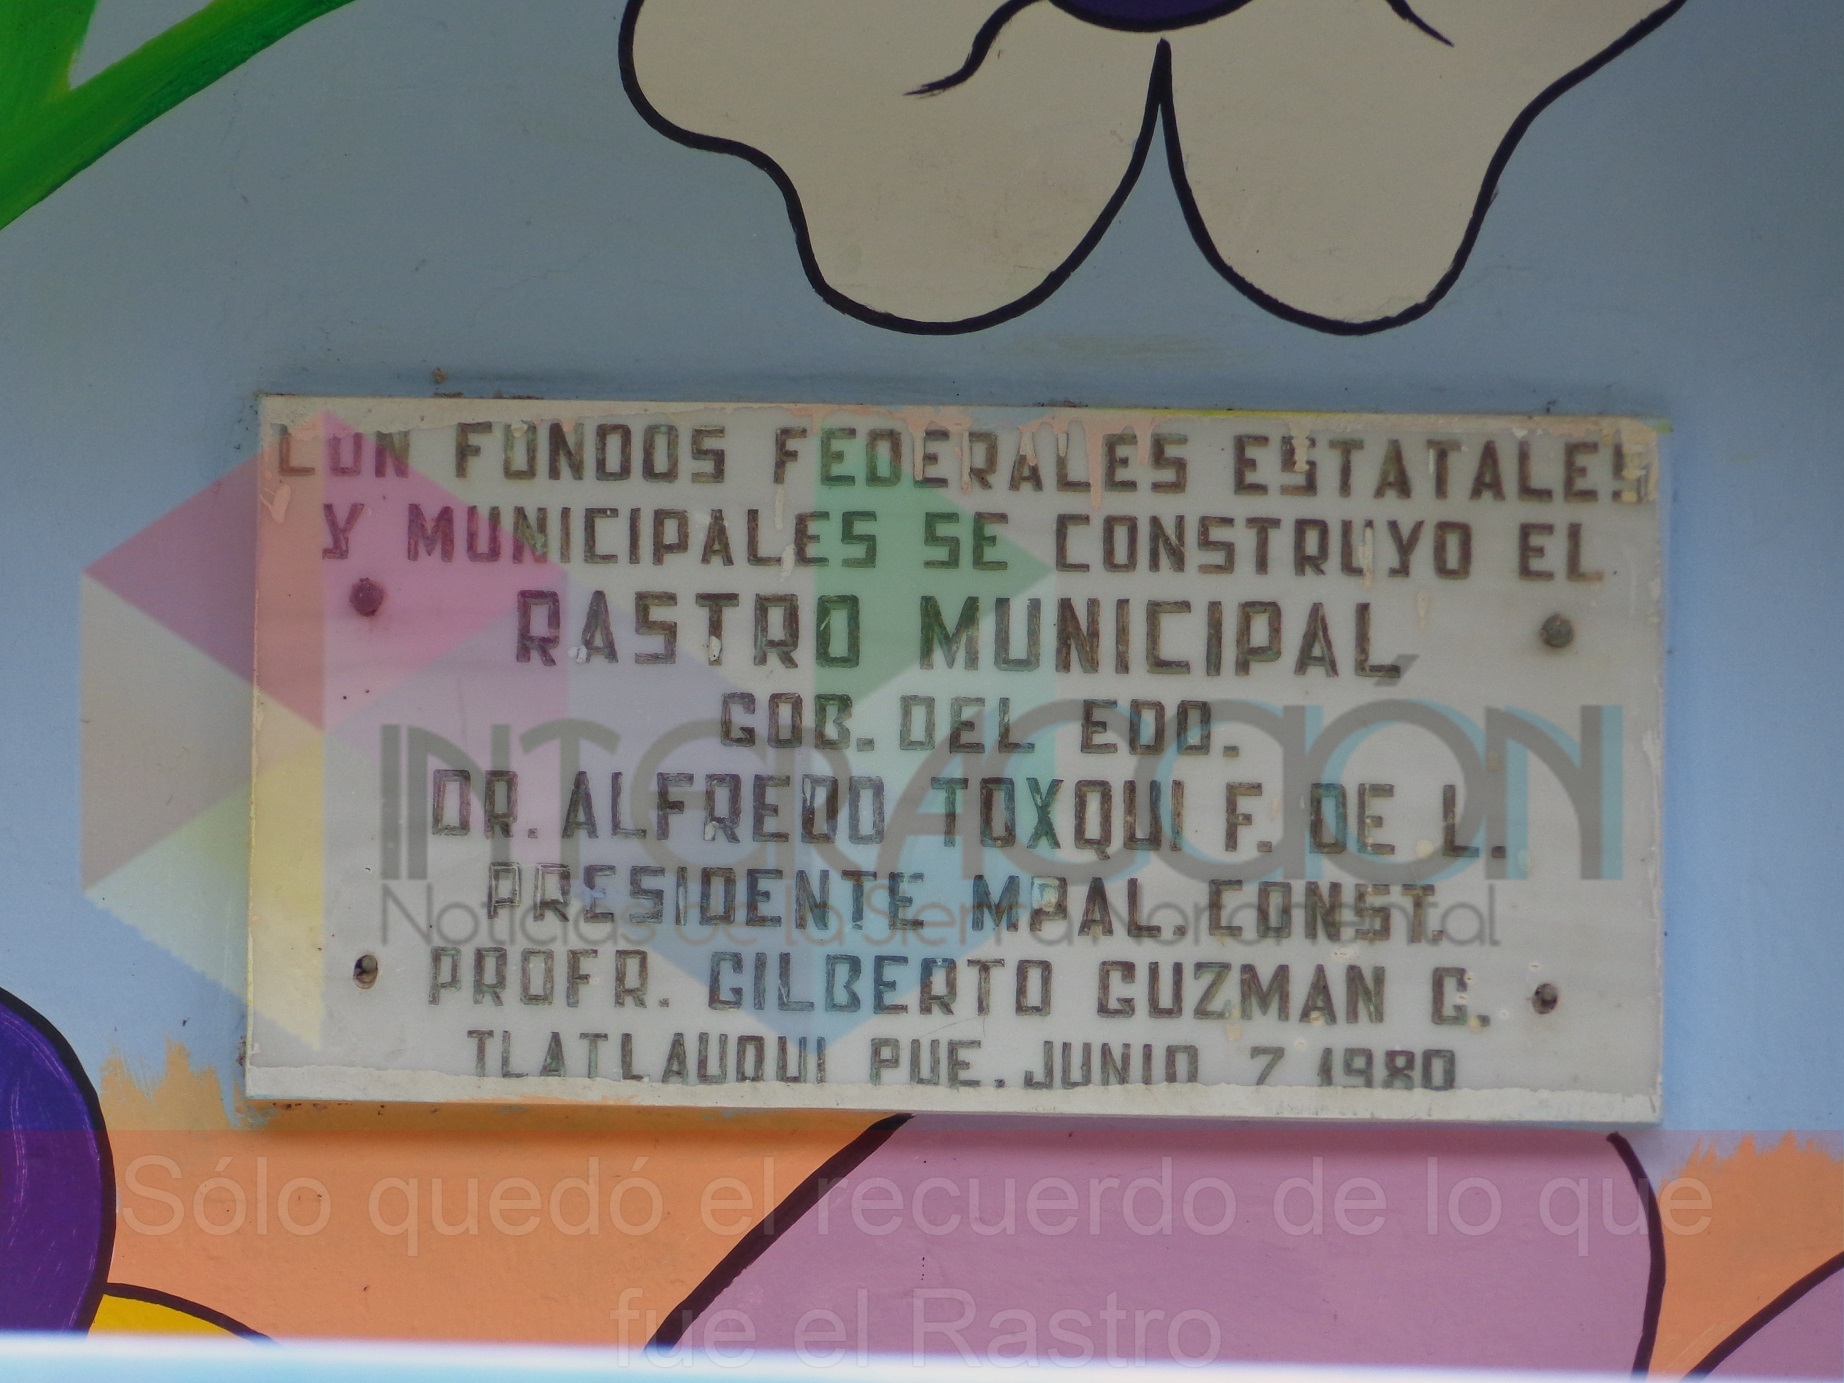 CON FONDOS FEDERALES ESTATALES
Y MUNICIPALES SE CONSTRUYO EL
RASTRO MUNICIPAL
GOB. DEL EDO.
DR. ALFREDO TOXQUI F. DE L.
PRESIDENTE MPAL. CONST.
PROFR. GILBERTO GUZMAN G.
TLATLAUQUI PUE. JUNIO 7 1980
INTERACCIÓN
Noticias de la Sierra Nororiental
Sólo quedó el recuerdo de lo que
fue el Rastro